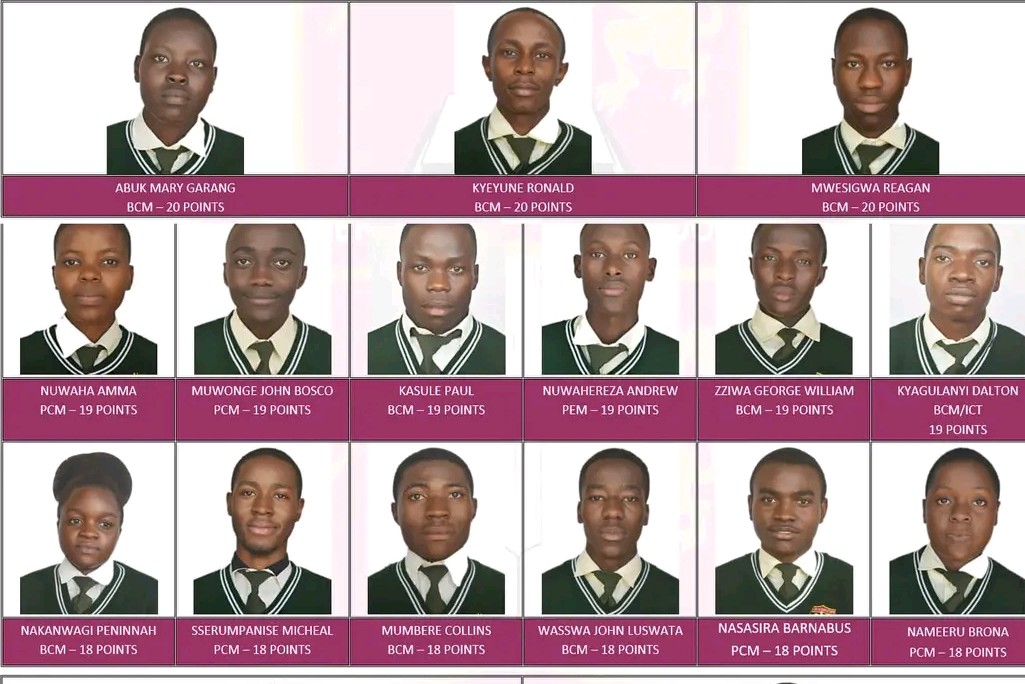 ABUK MARY GARANG
BCM – 20 POINTS
KYEYUNE RONALD
BCM – 20 POINTS
MWESIGWA REAGAN
BCM – 20 POINTS
NUWAHA AMMA
PCM – 19 POINTS
MUWONGE JOHN BOSCO
PCM – 19 POINTS
KASULE PAUL
BCM – 19 POINTS
NUWAHEREZA ANDREW
PEM – 19 POINTS
ZZIWA GEORGE WILLIAM
BCM – 19 POINTS
KYAGULANYI DALTON
BCM/ICT
19 POINTS
NAKANWAGI PENINNAH
BCM – 18 POINTS
SSERUMPANISE MICHEAL
PCM – 18 POINTS
MUMBERE COLLINS
BCM – 18 POINTS
WASSWA JOHN LUSWATA
BCM – 18 POINTS
NASASIRA BARNABUS
PCM – 18 POINTS
NAMEERU BRONA
PCM – 18 POINTS